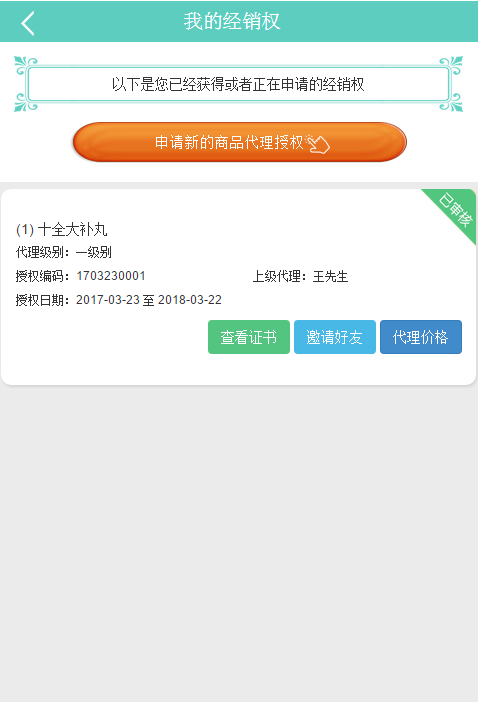 我的经销权
以下是您已经获得或者正在申请的经销权
申请新的商品代理授权
已审核
(1) 十全大补丸
代理级别：一级别
授权编码：1703230001 上级代理：王先生
授权日期：2017-03-23 至 2018-03-22
查看证书 邀请好友 代理价格